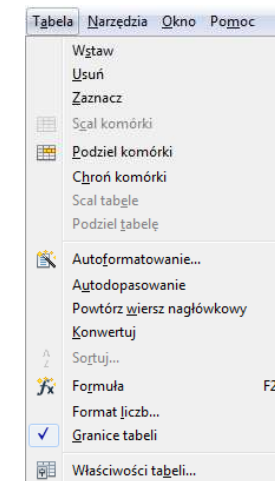 Tabela Narzędzia Okno Pomoc
Wstaw
Usuń
Zaznacz
Scal komórki
Podziel komórki
Chroń komórki
Scal tabele
Podziel tabelę
Autoformatowanie...
Autodopasowanie
Powtórz wiersz nagłówkowy
Konwertuj
Sortuj...
Formuła F2
Format liczb...
Granice tabeli
Właściwości tabeli...